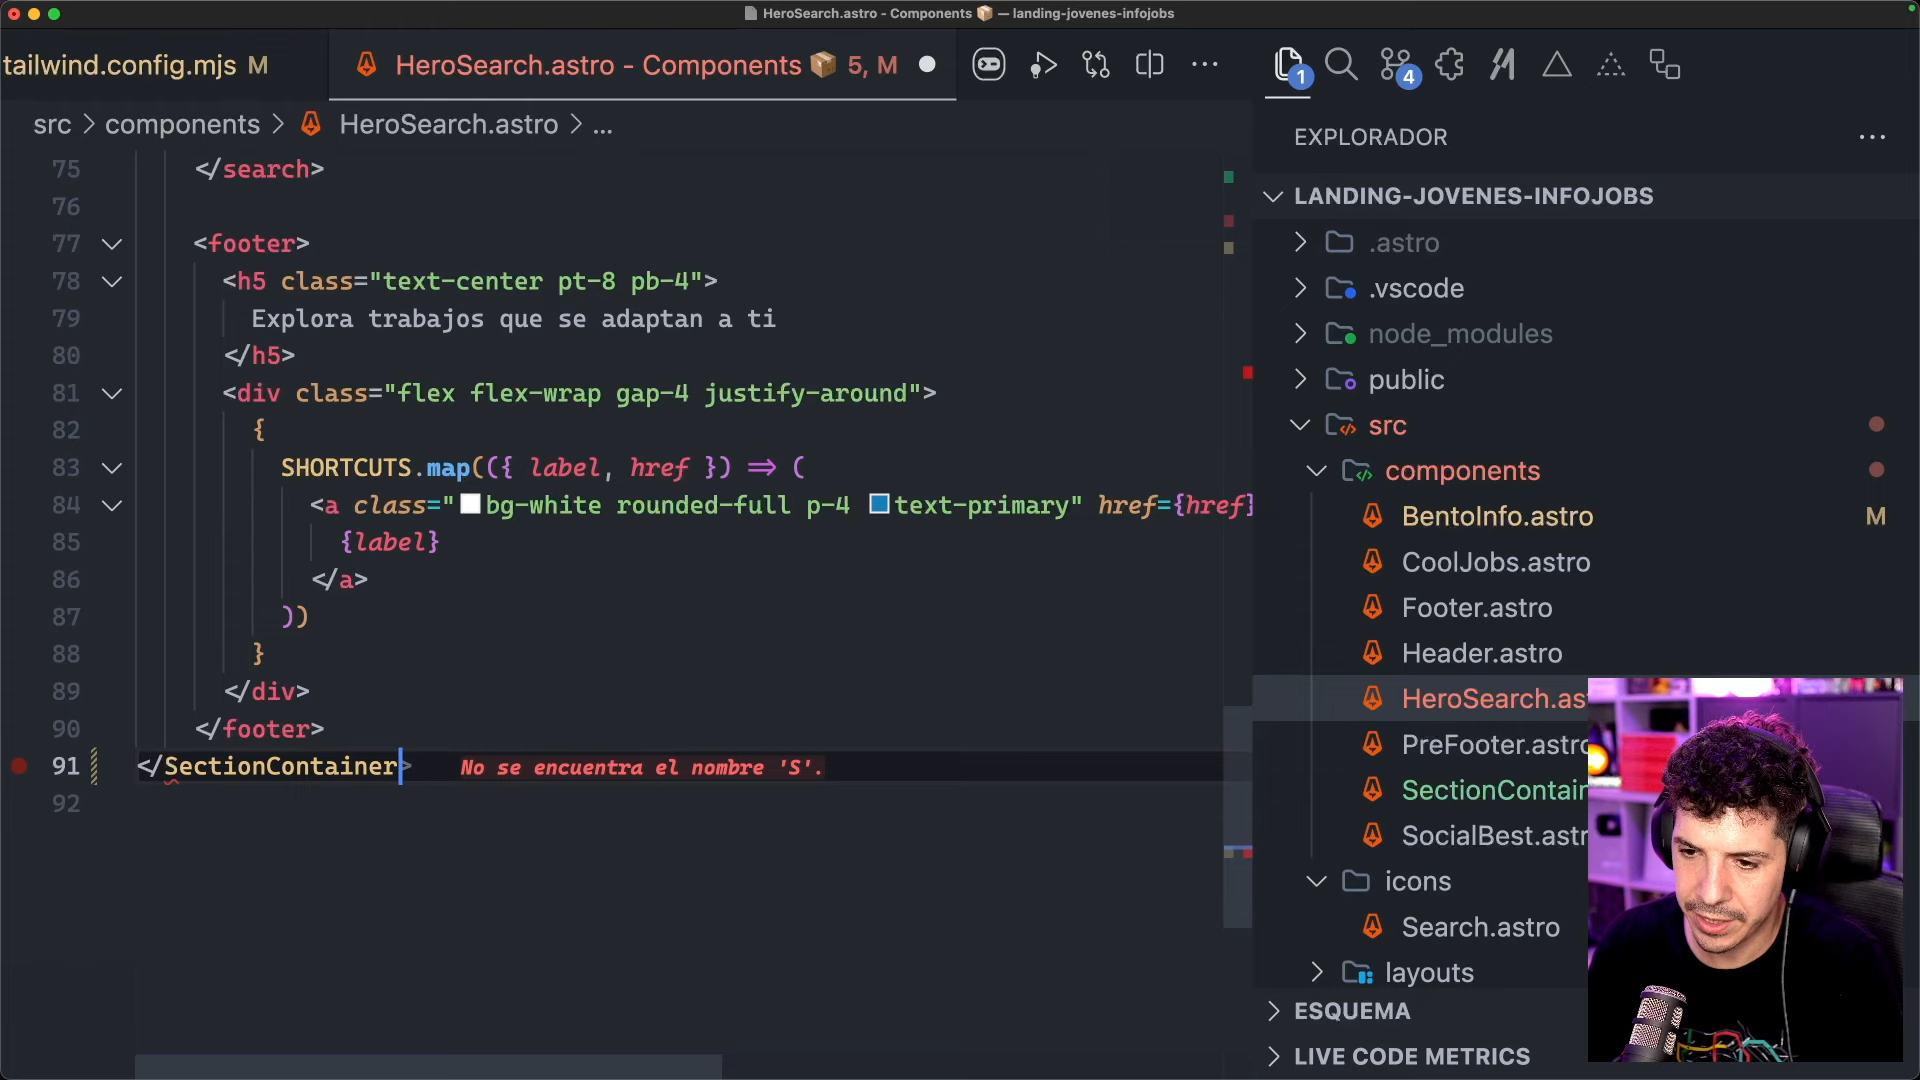 HeroSearch.astro - Components 📦 — landing-jovenes-infojobs
tailwind.config.mjs M
HeroSearch.astro - Components 📦 5, M
1
4
src > components > HeroSearch.astro > ...
75 </search>
76
77 <footer>
78 <h5 class="text-center pt-8 pb-4">
79 Explora trabajos que se adaptan a ti
80 </h5>
81 <div class="flex flex-wrap gap-4 justify-around">
82 {
83 SHORTCUTS.map(({ label, href }) => (
84 <a class="bg-white rounded-full p-4 text-primary" href={href}
85 {label}
86 </a>
87 ))
88 }
89 </div>
90 </footer>
91 </SectionContainer> No se encuentra el nombre 'S'.
92
EXPLORADOR
LANDING-JOVENES-INFOJOBS
.astro
.vscode
node_modules
public
src
components
BentoInfo.astro M
CoolJobs.astro
Footer.astro
Header.astro
HeroSearch.ast
PreFooter.astro
SectionContain
SocialBest.astr
icons
Search.astro
layouts
ESQUEMA
LIVE CODE METRICS